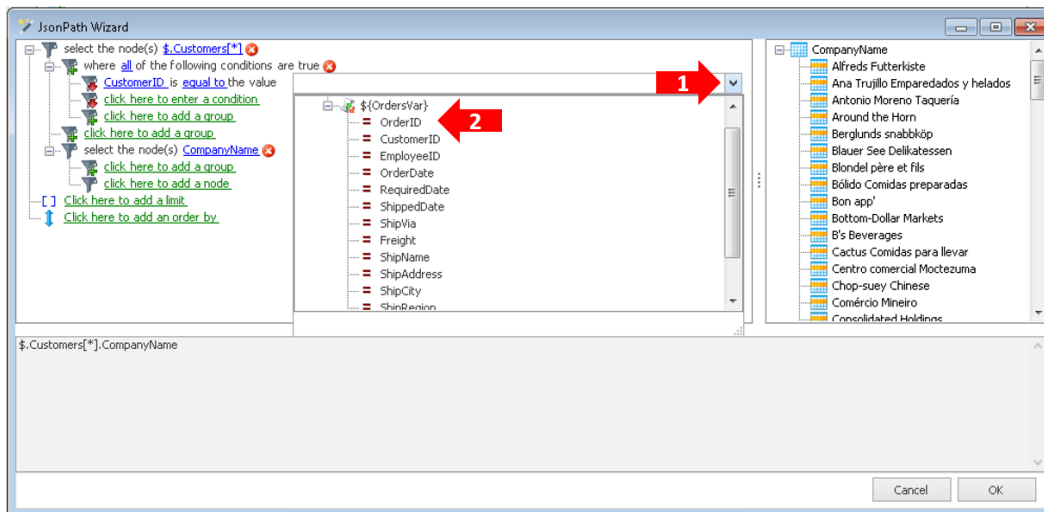 JsonPath Wizard
select the node(s) $.Customers[*]
where all of the following conditions are true
CustomerID is equal to the value
click here to enter a condition
click here to add a group
click here to add a group
select the node(s) CompanyName
click here to add a group
click here to add a node
Click here to add a limit
Click here to add an order by
1
${OrdersVar}
OrderID
2
CustomerID
EmployeeID
OrderDate
RequiredDate
ShippedDate
ShipVia
Freight
ShipName
ShipAddress
ShipCity
ShipRegion
CompanyName
Alfreds Futterkiste
Ana Trujillo Emparedados y helados
Antonio Moreno Taquería
Around the Horn
Berglunds snabbköp
Blauer See Delikatessen
Blondel père et fils
Bólido Comidas preparadas
Bon app'
Bottom-Dollar Markets
B's Beverages
Cactus Comidas para llevar
Centro comercial Moctezuma
Chop-suey Chinese
Comércio Mineiro
Consolidated Holdings
$.Customers[*].CompanyName
Cancel
OK